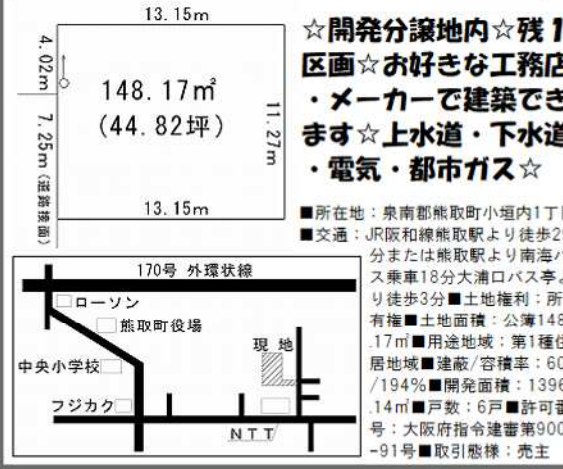 13.15m
4.02m
7.25m(道路接面)
148.17㎡
(44.82坪)
11.27m
13.15m
☆開発分譲地内☆残1
区画☆お好きな工務店
・メーカーで建築でき
ます☆上水道・下水道
・電気・都市ガス☆
■所在地:泉南郡熊取町小垣内1丁目
■交通:JR阪和線熊取駅より徒歩2
分または熊取駅より南海バ
ス乗車18分大浦口バス亭よ
り徒歩3分■土地権利:所
有権■土地面積:公簿148
.17㎡■用途地域:第1種住
居地域■建蔽/容積率:60
/194%■開発面積:1396
.14㎡■戸数:6戸■許可番
号:大阪府指令建審第900
-91号■取引態様:売主
170号 外環状線
ローソン
熊取町役場
現地
中央小学校
フジカク
NTT